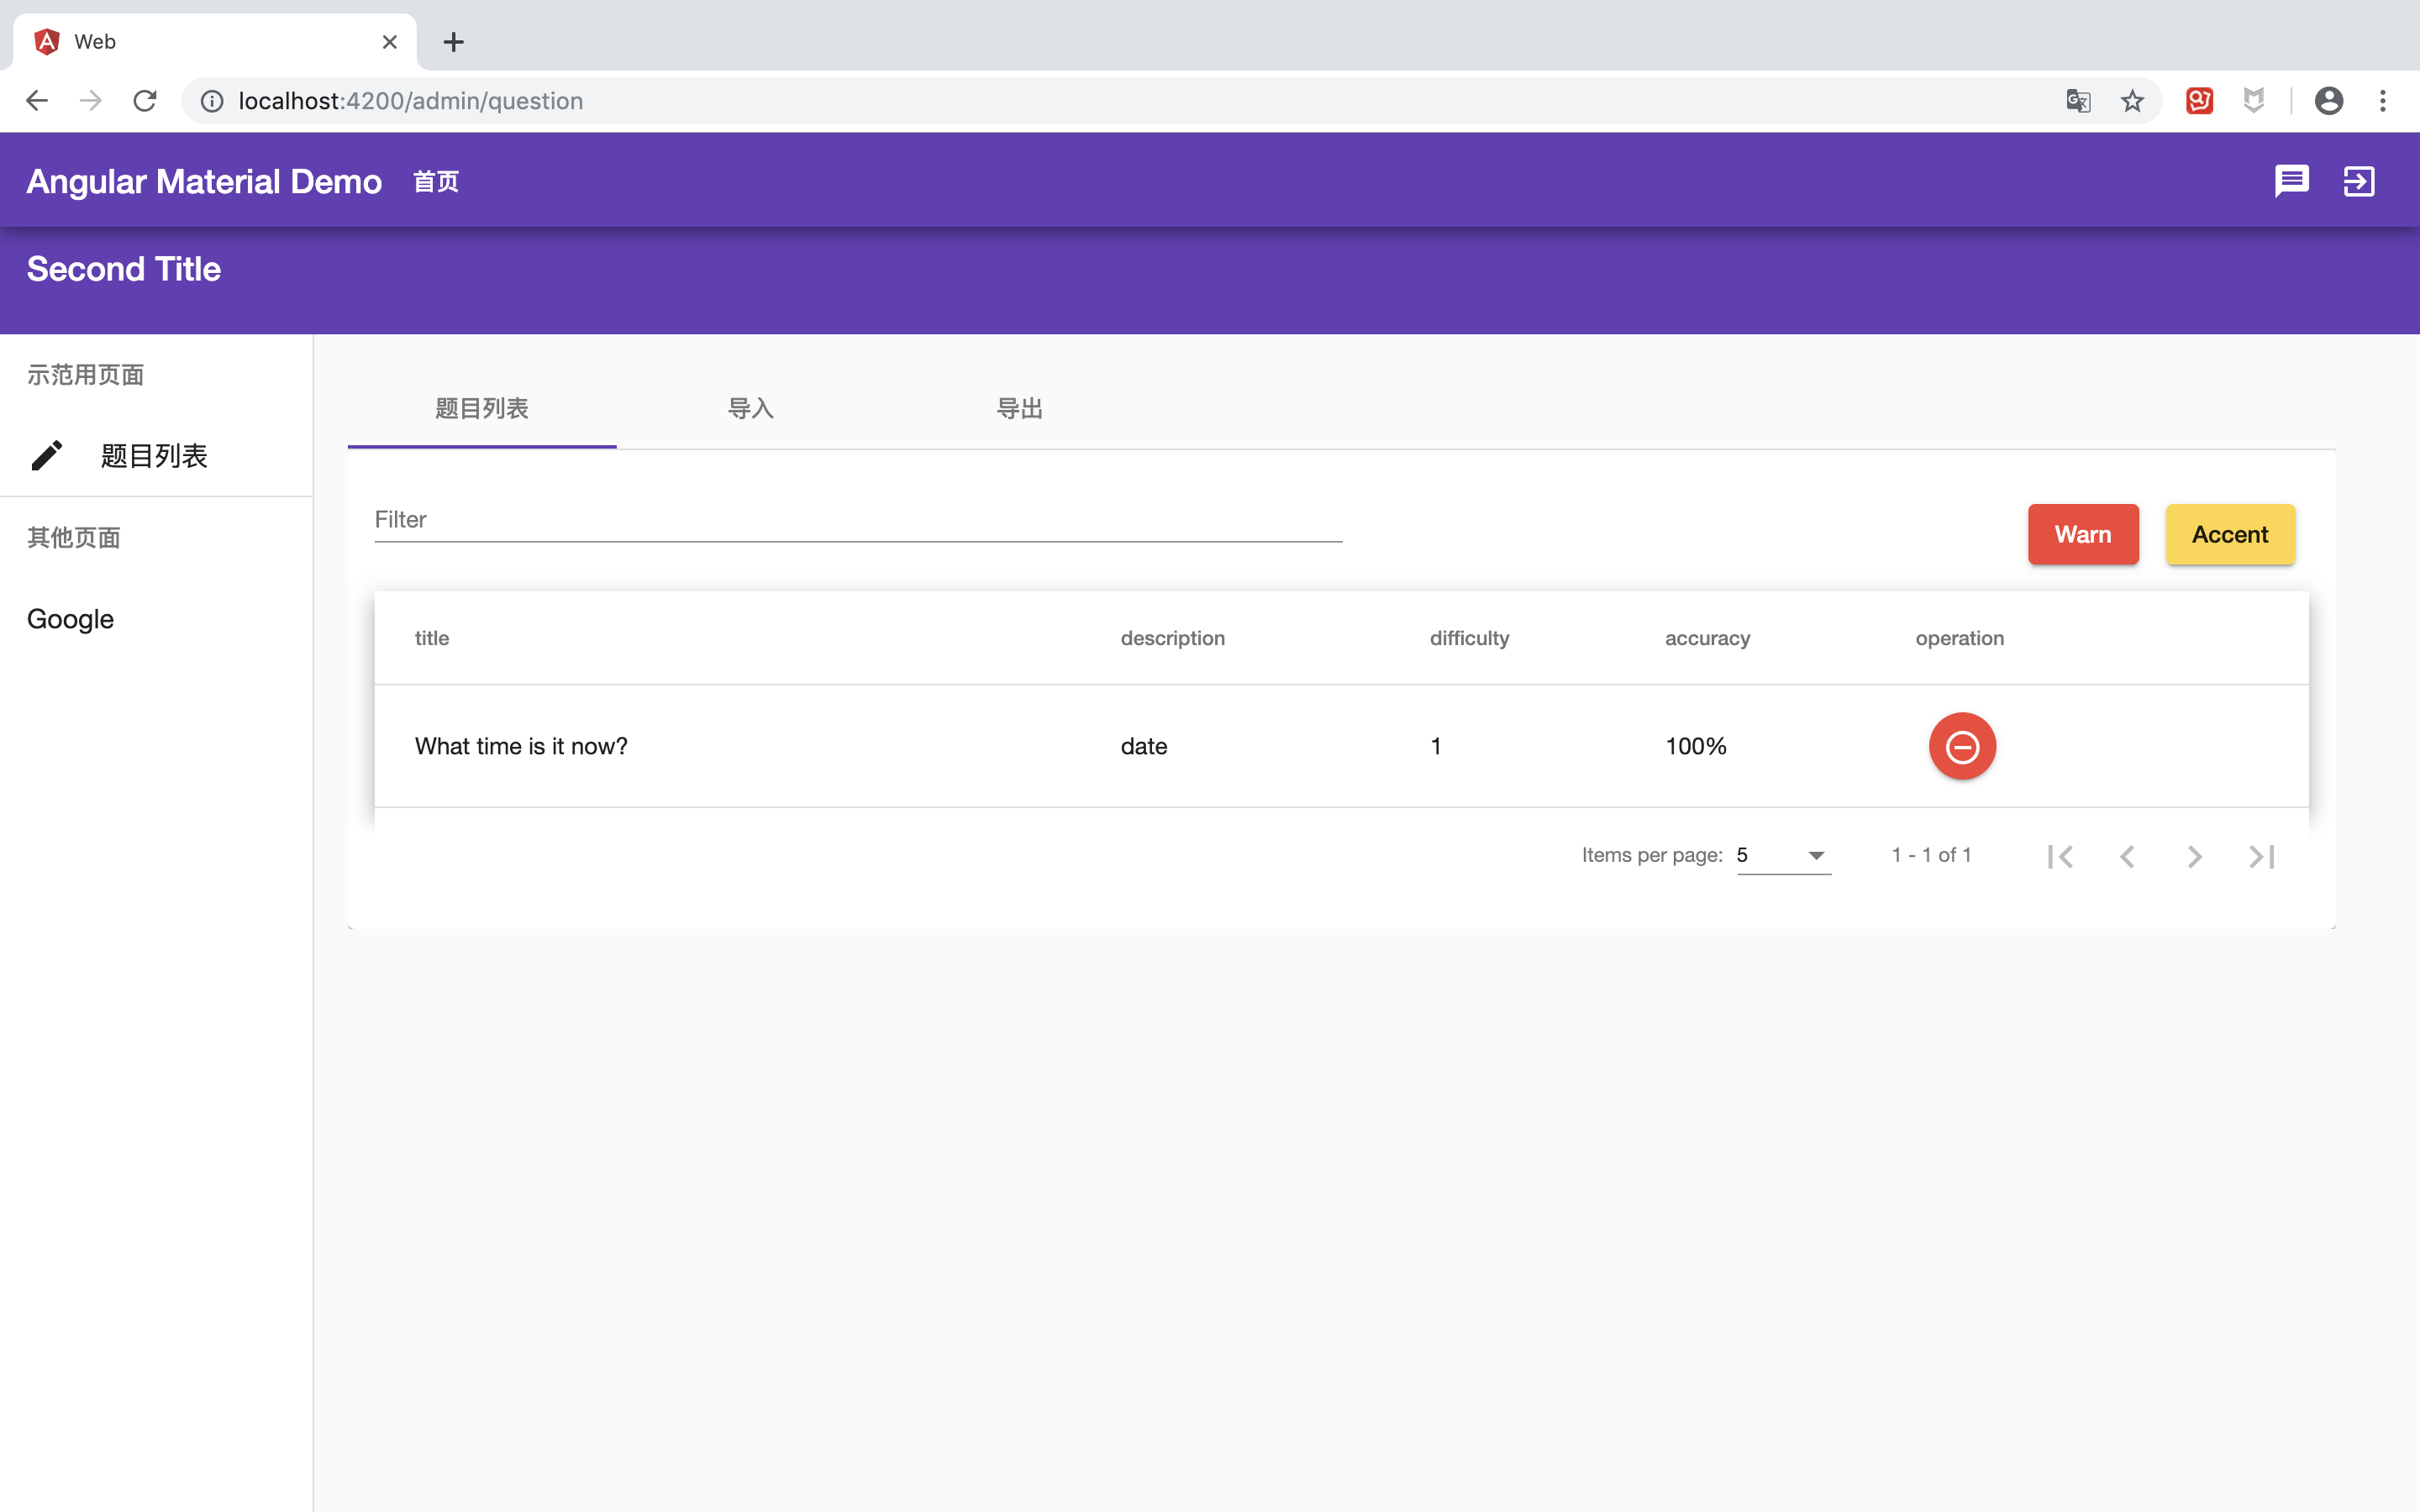 Web
localhost:4200/admin/question
Angular Material Demo 首页
Second Title
示范用页面
题目列表
其他页面
Google
题目列表 导入 导出
Filter
Warn Accent
title description difficulty accuracy operation
What time is it now? date 1 100%
Items per page: 5 1 - 1 of 1